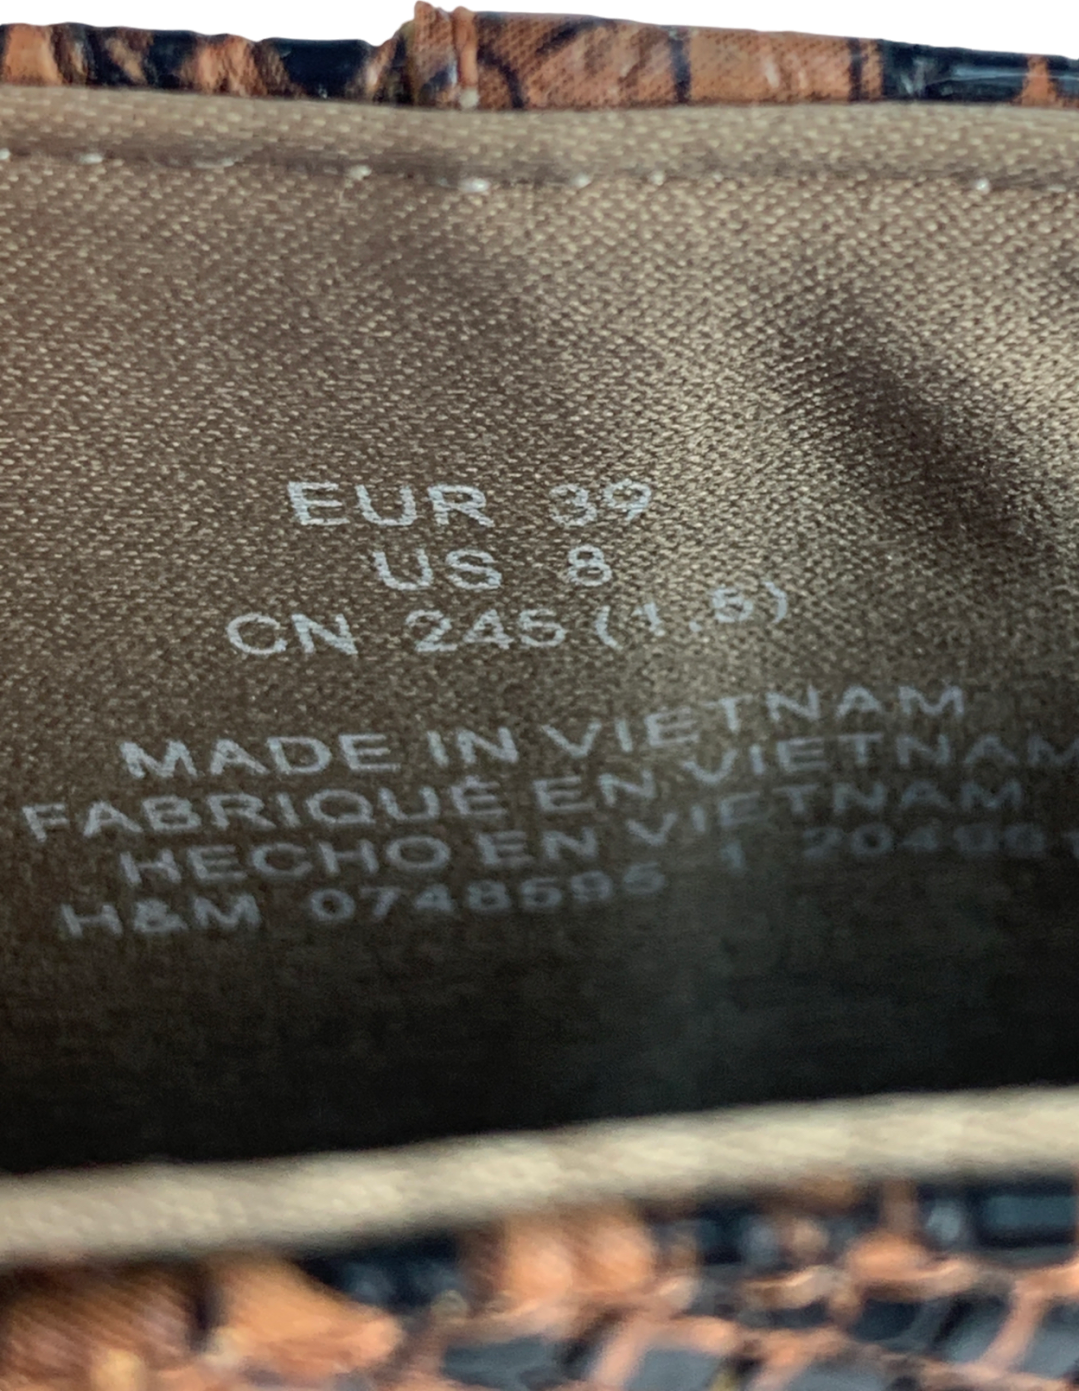 EUR 39
US 8
CN 245(1.5)
MADE IN VIETNAM
FABRIQUÉ EN VIETNAM
HECHO EN VIETNAM
H&M 0748595 1